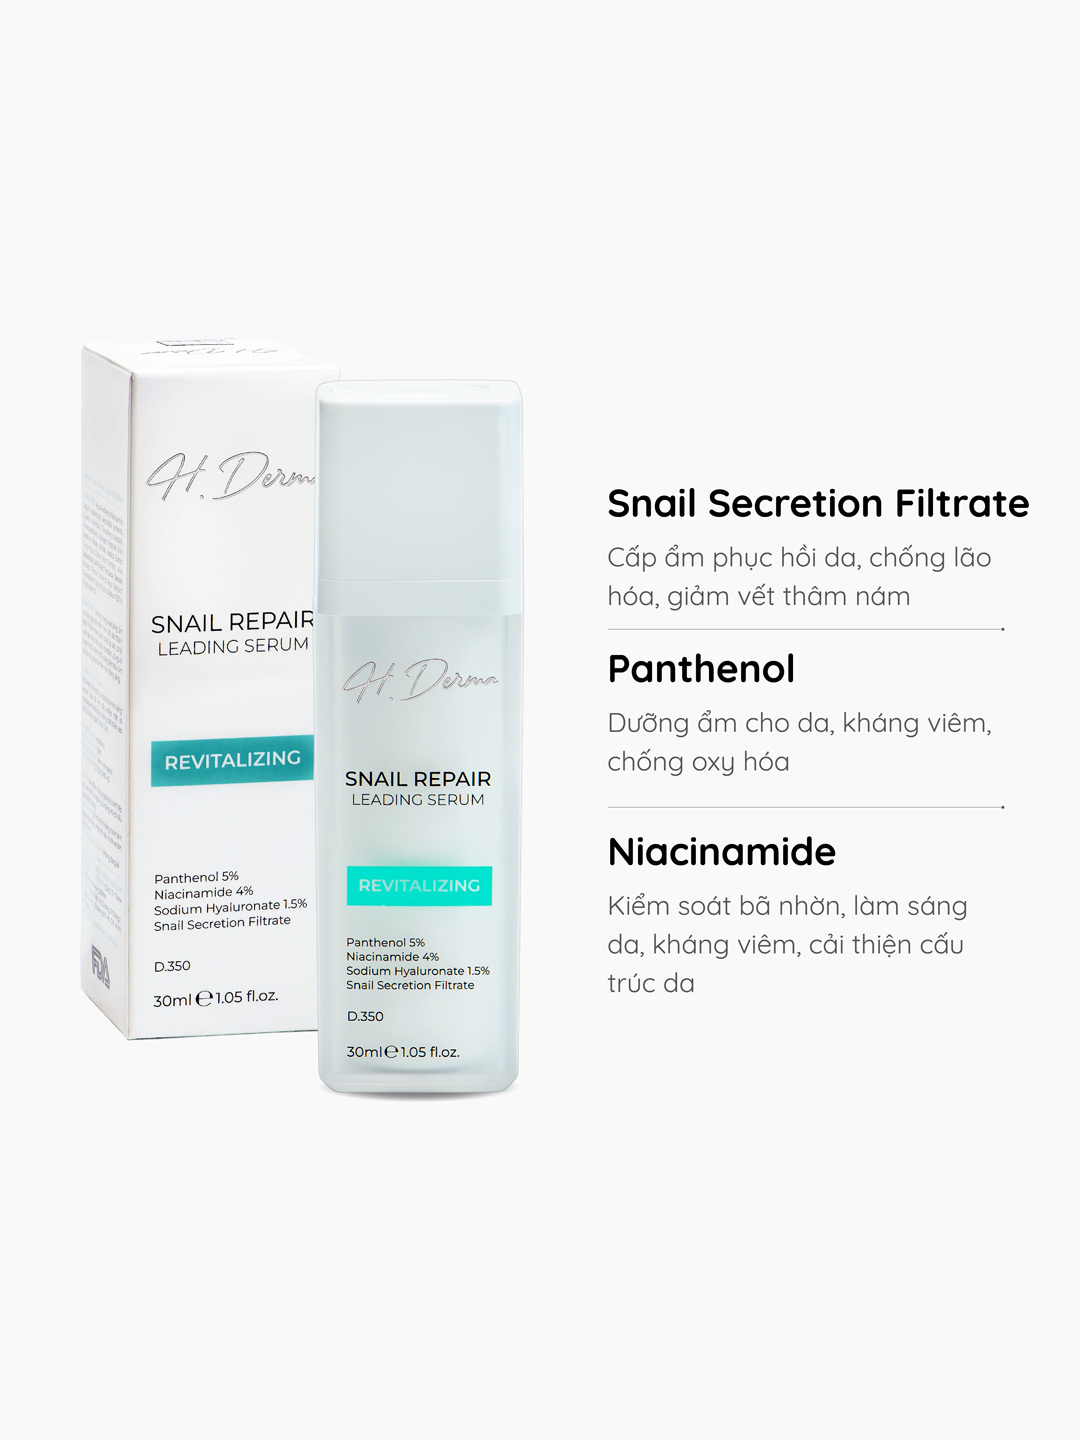 H. Derma
SNAIL REPAIR
LEADING SERUM
REVITALIZING
Panthenol 5%
Niacinamide 4%
Sodium Hyaluronate 1.5%
Snail Secretion Filtrate
D.350
30ml ℮ 1.05 fl.oz.
FDA
H. Derma
SNAIL REPAIR
LEADING SERUM
REVITALIZING
Panthenol 5%
Niacinamide 4%
Sodium Hyaluronate 1.5%
Snail Secretion Filtrate
D.350
30ml ℮ 1.05 fl.oz.
Snail Secretion Filtrate
Cấp ẩm phục hồi da, chống lão
hóa, giảm vết thâm nám
Panthenol
Dưỡng ẩm cho da, kháng viêm,
chống oxy hóa
Niacinamide
Kiểm soát bã nhờn, làm sáng
da, kháng viêm, cải thiện cấu
trúc da